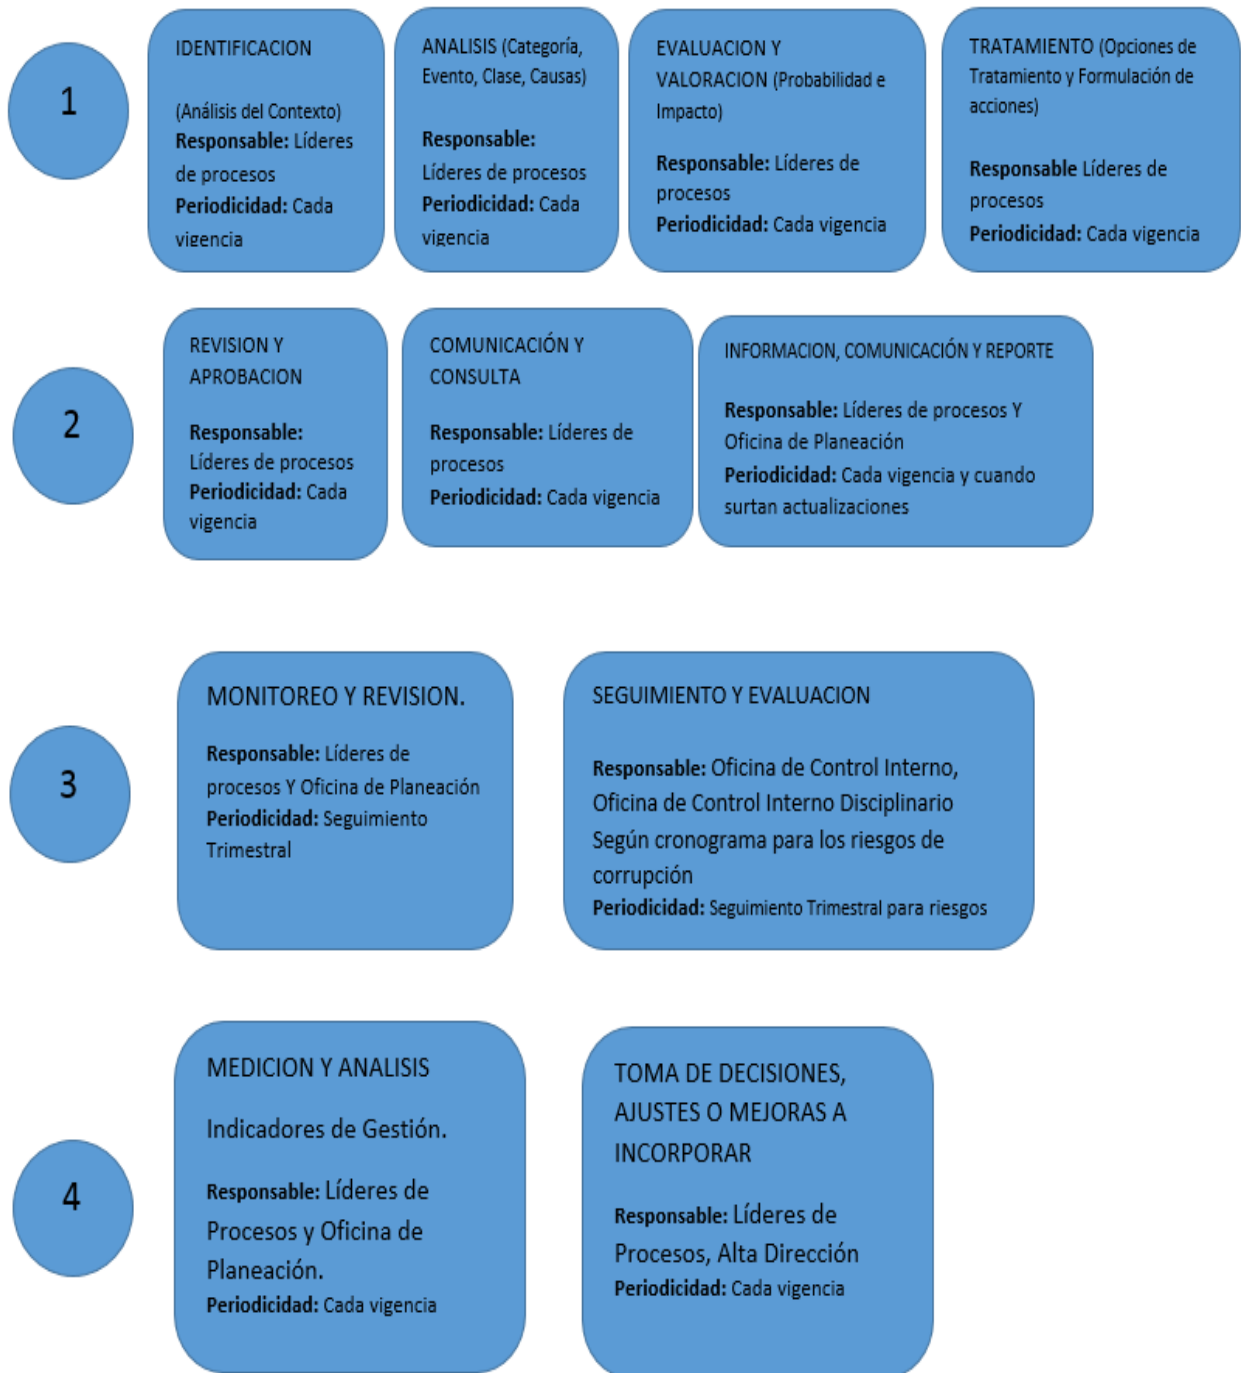 1
IDENTIFICACION
(Análisis del Contexto)
Responsable: Líderes
de procesos
Periodicidad: Cada
vigencia
ANALISIS (Categoría,
Evento, Clase, Causas)
Responsable:
Líderes de procesos
Periodicidad: Cada
vigencia
EVALUACION Y
VALORACION (Probabilidad e
Impacto)
Responsable: Líderes de
procesos
Periodicidad: Cada vigencia
TRATAMIENTO (Opciones de
Tratamiento y Formulación de
acciones)
Responsable Líderes de
procesos
Periodicidad: Cada vigencia
2
REVISION Y
APROBACION
Responsable:
Líderes de procesos
Periodicidad: Cada
vigencia
COMUNICACIÓN Y
CONSULTA
Responsable: Líderes de
procesos
Periodicidad: Cada vigencia
INFORMACION, COMUNICACIÓN Y REPORTE
Responsable: Líderes de procesos Y
Oficina de Planeación
Periodicidad: Cada vigencia y cuando
surtan actualizaciones
3
MONITOREO Y REVISION.
Responsable: Líderes de
procesos Y Oficina de Planeación
Periodicidad: Seguimiento
Trimestral
SEGUIMIENTO Y EVALUACION
Responsable: Oficina de Control Interno,
Oficina de Control Interno Disciplinario
Según cronograma para los riesgos de
corrupción
Periodicidad: Seguimiento Trimestral para riesgos
4
MEDICION Y ANALISIS
Indicadores de Gestión.
Responsable: Líderes de
Procesos y Oficina de
Planeación.
Periodicidad: Cada vigencia
TOMA DE DECISIONES,
AJUSTES O MEJORAS A
INCORPORAR
Responsable: Líderes de
Procesos, Alta Dirección
Periodicidad: Cada vigencia